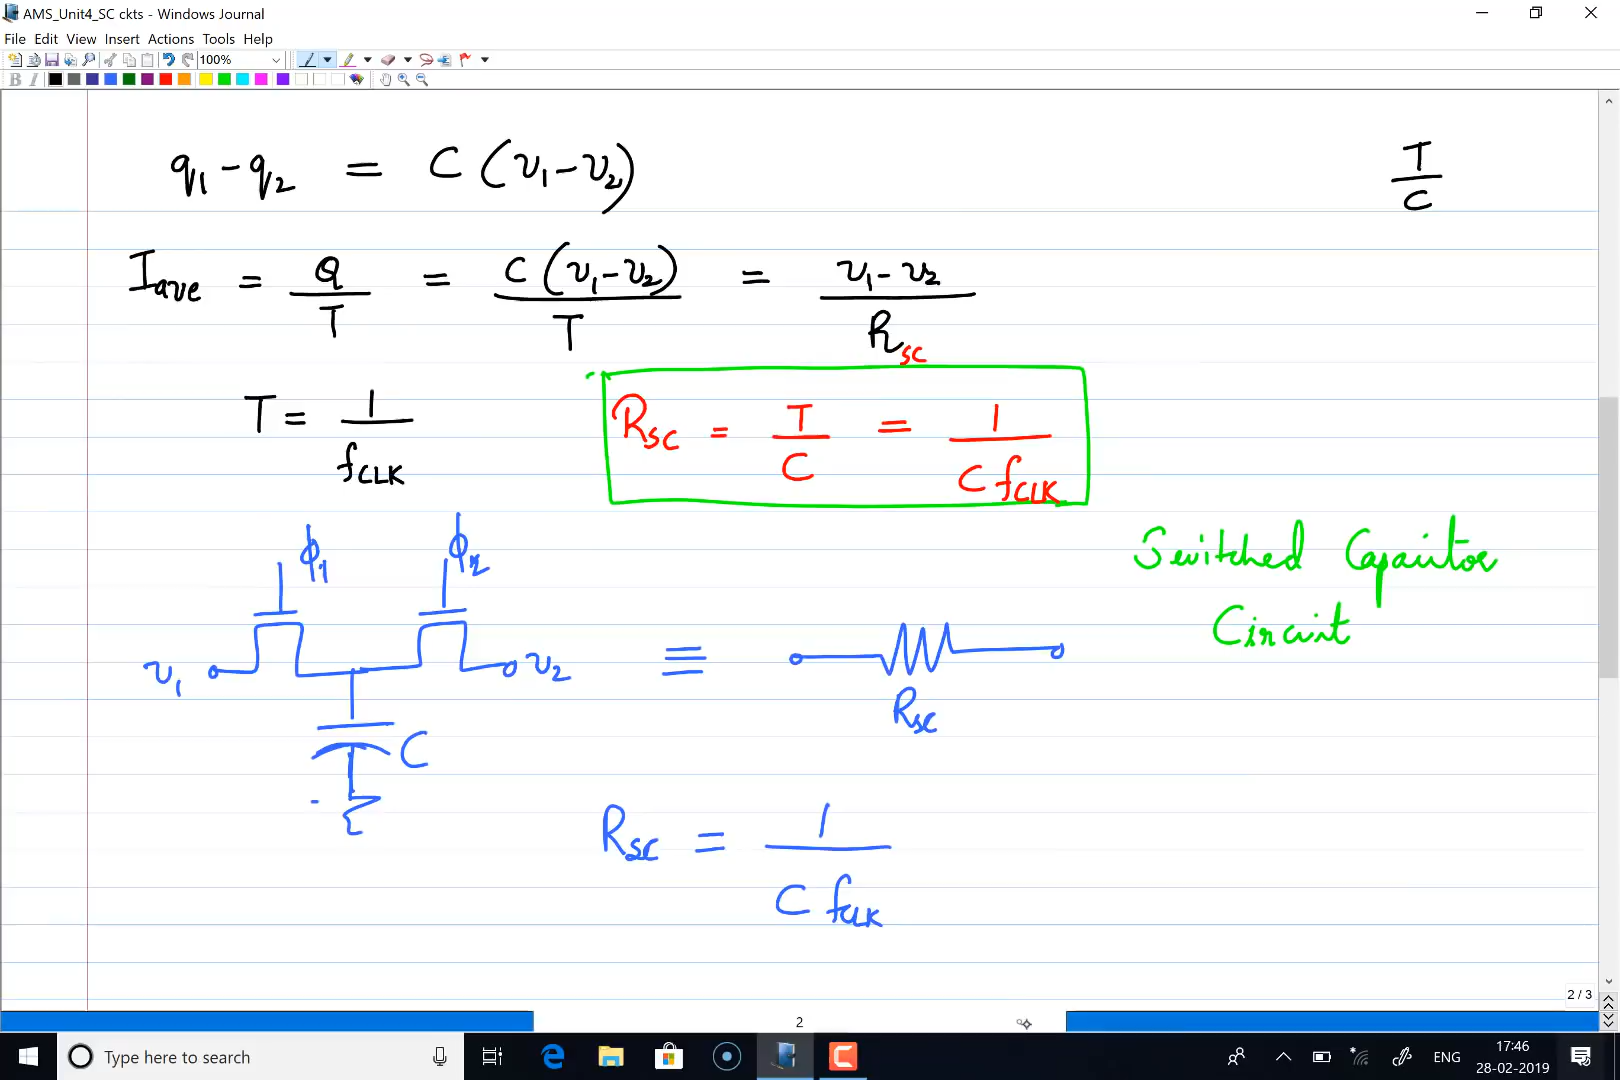 AMS_Unit4_SC ckts - Windows Journal
File Edit View Insert Actions Tools Help
100%
B I
q1 - q2 = C (v1 - v2)
T/C
Iave = Q/T = C (v1 - v2)/T = v1 - v2/RSC
T = 1/fCLK
RSC = T/C = 1/C fCLK
ϕ1 ϕ2
Switched Capacitor
Circuit
v1 v2 ≡
RSC
C
RSC = 1/C fCLK
2 / 3
2
Type here to search
ENG
17:46
28-02-2019